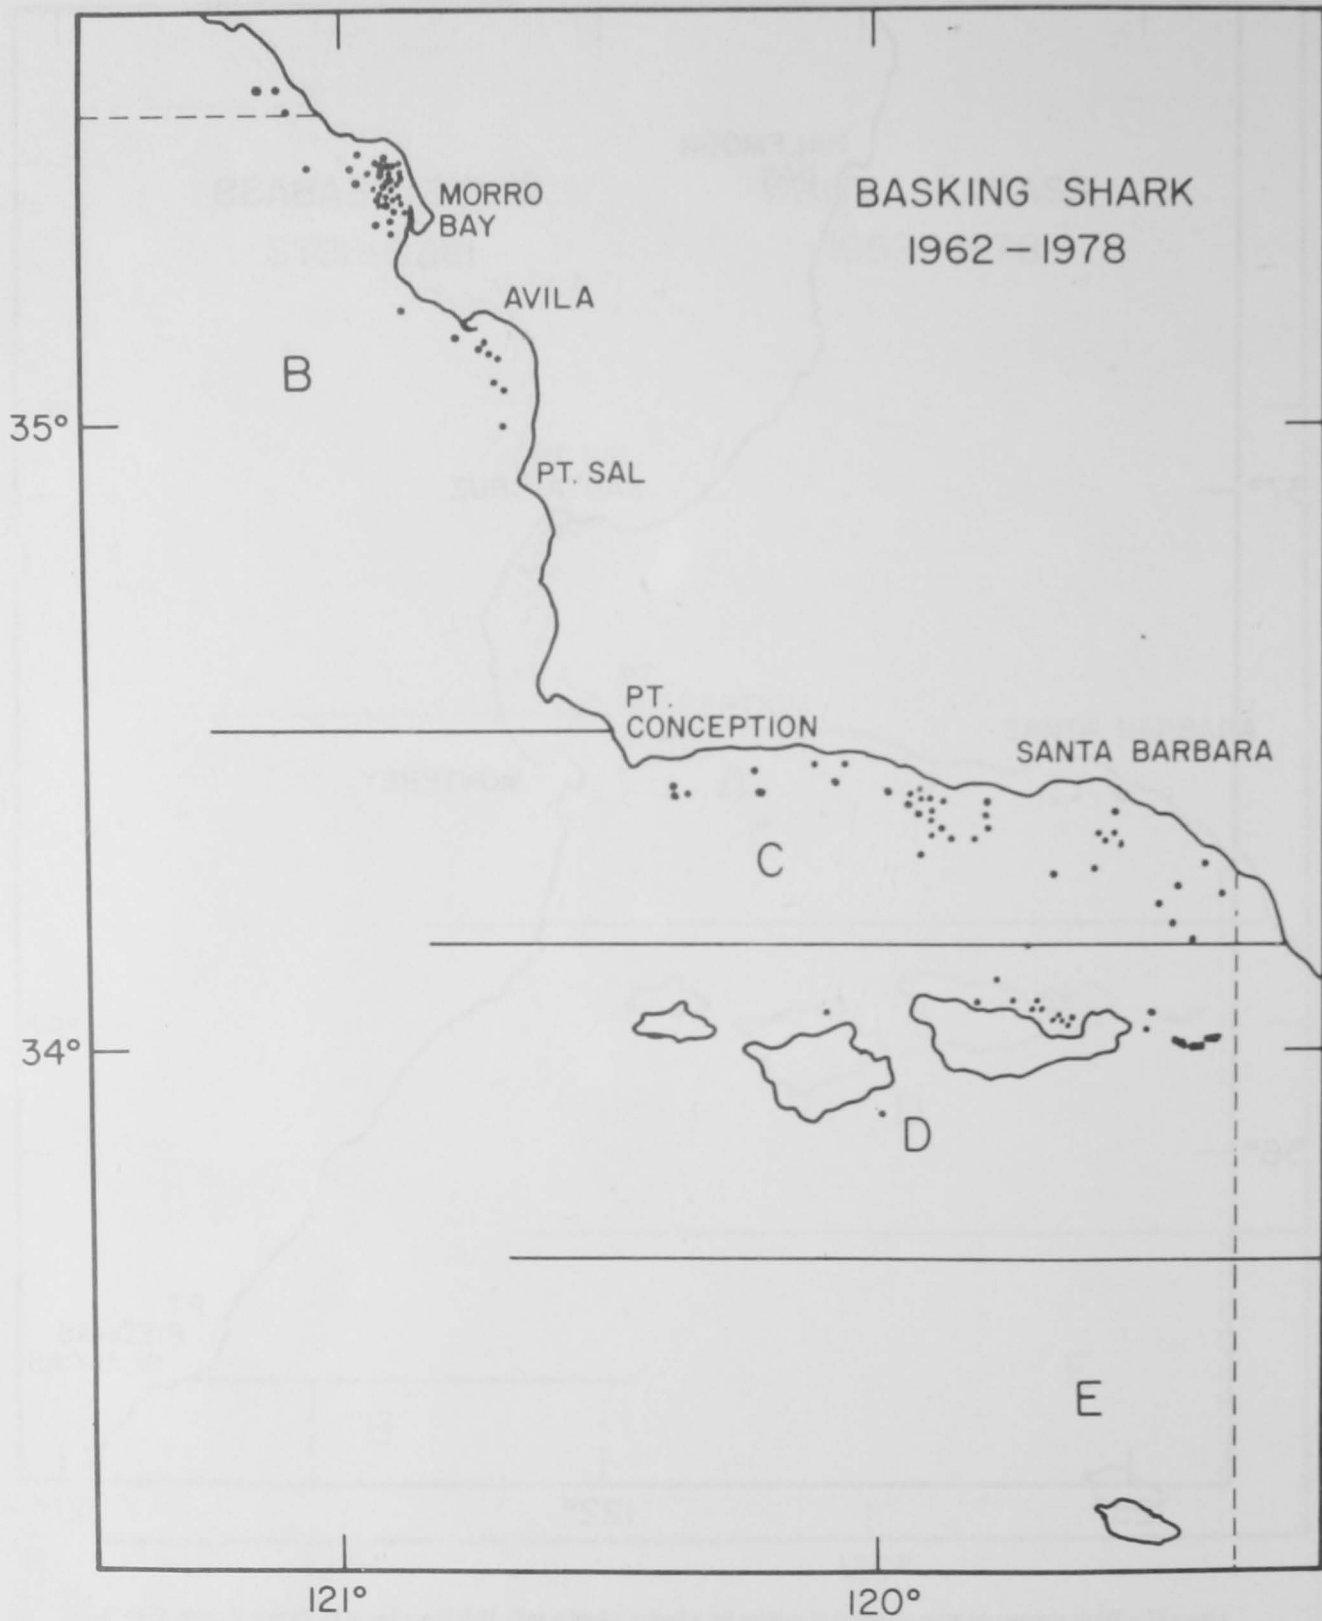 BASKING SHARK
1962 – 1978
MORRO
BAY
AVILA
B
35°
PT. SAL
PT.
CONCEPTION
SANTA BARBARA
C
34°
D
E
121°
120°